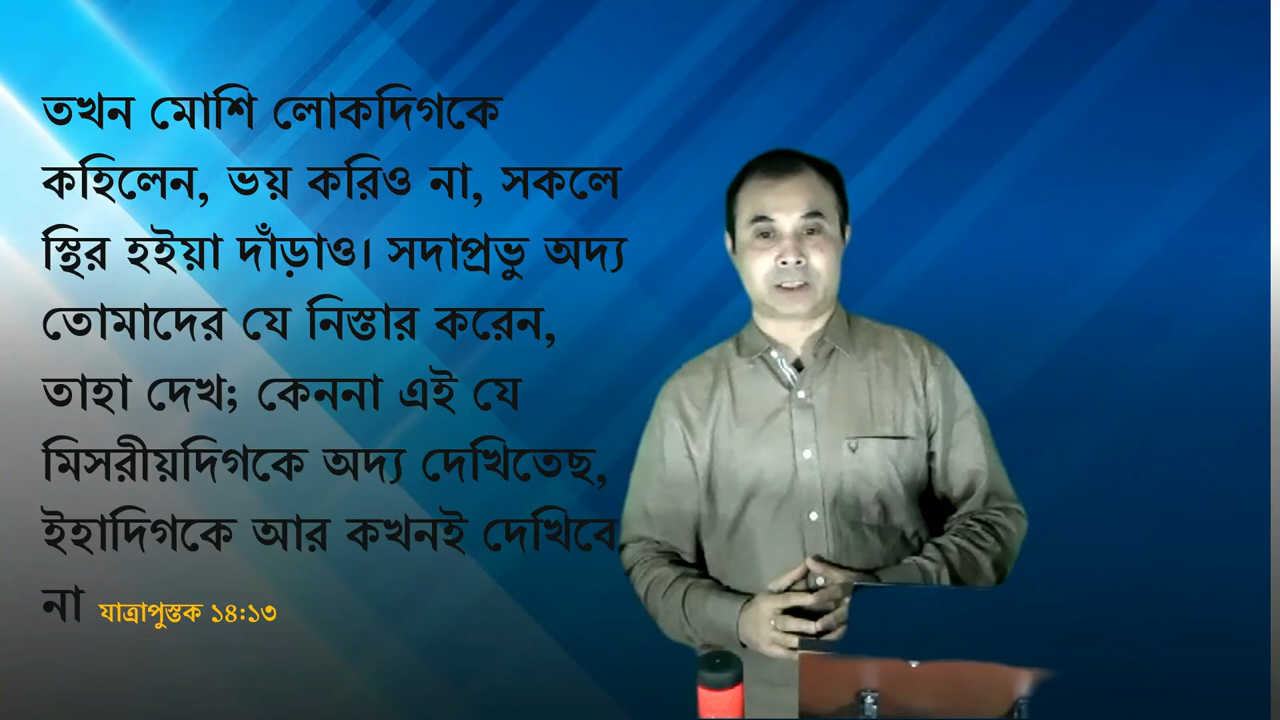 তখন মোশি লোকদিগকে
কহিলেন, ভয় করিও না, সকলে
স্থির হইয়া দাঁড়াও। সদাপ্রভু অদ্য
তোমাদের যে নিস্তার করেন,
তাহা দেখ; কেননা এই যে
মিসরীয়দিগকে অদ্য দেখিতেছ,
ইহাদিগকে আর কখনই দেখিবে
না যাত্রাপুস্তক ১৪:১৩